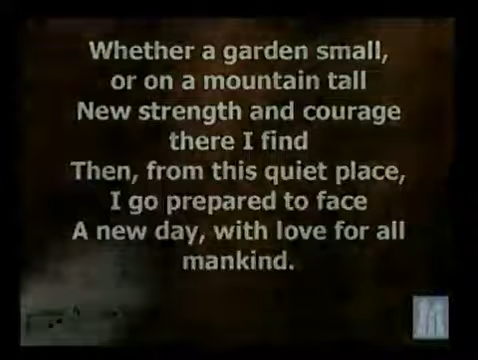 Whether a garden small,
or on a mountain tall
New strength and courage
there I find
Then, from this quiet place,
I go prepared to face
A new day, with love for all
mankind.